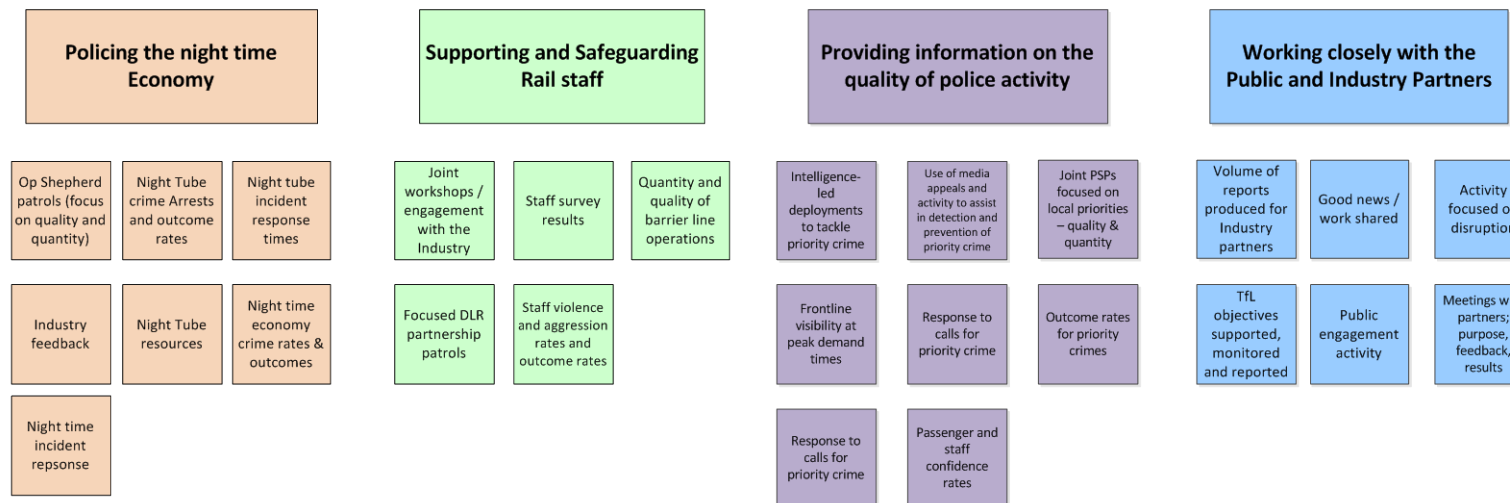 Policing the night time
Economy
Supporting and Safeguarding
Rail staff
Providing information on the
quality of police activity
Working closely with the
Public and Industry Partners
Op Shepherd
patrols (focus
on quality and
quantity)
Night Tube
crime Arrests
and outcome
rates
Night tube
incident
response
times
Joint
workshops /
engagement
with the
Industry
Staff survey
results
Quantity and
quality of
barrier line
operations
Intelligence-
led
deployments
to tackle
priority crime
Use of media
appeals and
activity to assist
in detection and
prevention of
priority crime
Joint PSPs
focused on
local priorities
– quality &
quantity
Volume of
reports
produced for
Industry
partners
Good news /
work shared
Activity
focused o
disruption
Industry
feedback
Night Tube
resources
Night time
economy
crime rates &
outcomes
Focused DLR
partnership
patrols
Staff violence
and aggression
rates and
outcome rates
Frontline
visibility at
peak demand
times
Response to
calls for
priority crime
Outcome rates
for priority
crimes
TfL
objectives
supported,
monitored
and reported
Public
engagement
activity
Meetings w
partners;
purpose,
feedback,
results
Night time
incident
repsonse
Response to
calls for
priority crime
Passenger and
staff
confidence
rates